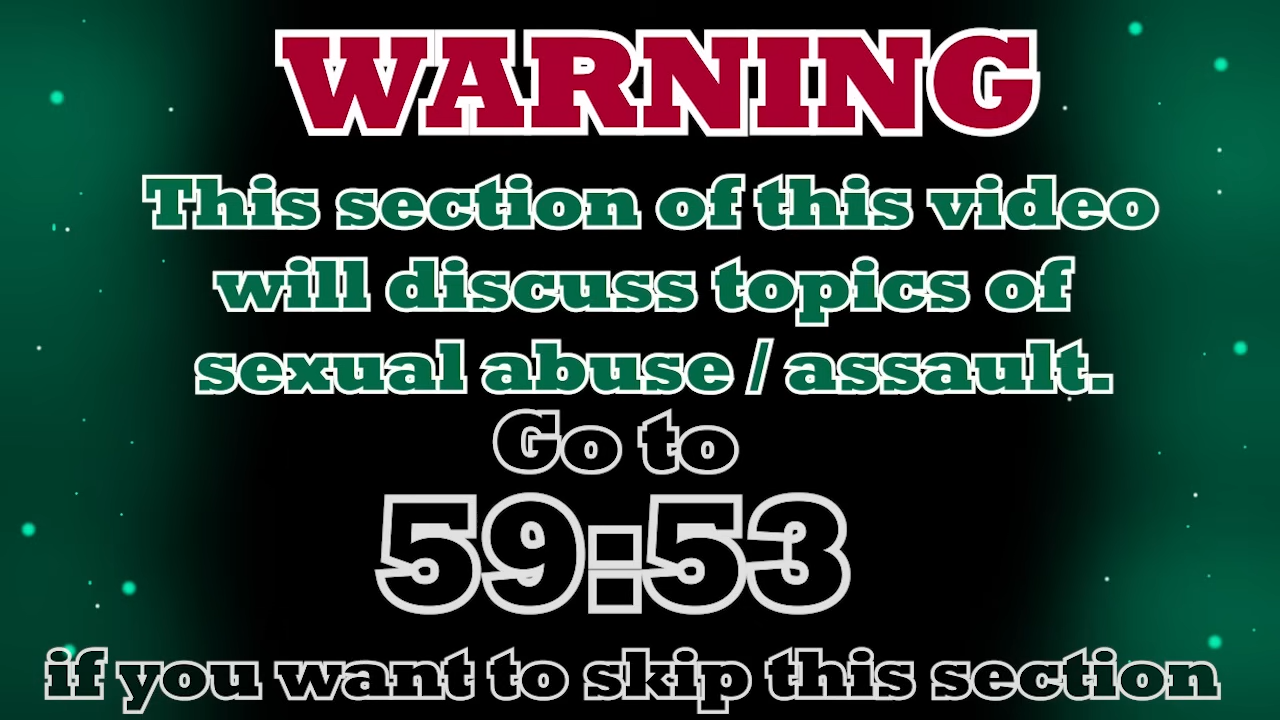 WARNING
This section of this video
will discuss topics of
sexual abuse / assault.
Go to
59:53
if you want to skip this section